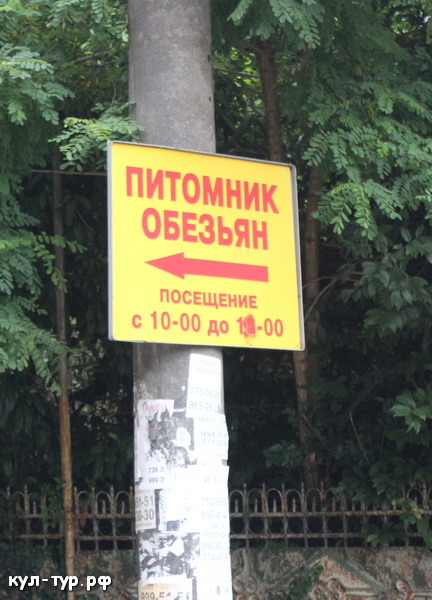 ПИТОМНИК
ОБЕЗЬЯН
ПОСЕЩЕНИЕ
с 10-00 до
кул-тур.рф